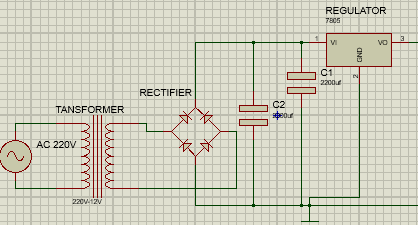 REGULATOR
7805
1
VI
VO
3
GND
2
C1
2200uf
RECTIFIER
C2
TANSFORMER
AC 220V
220V-12V